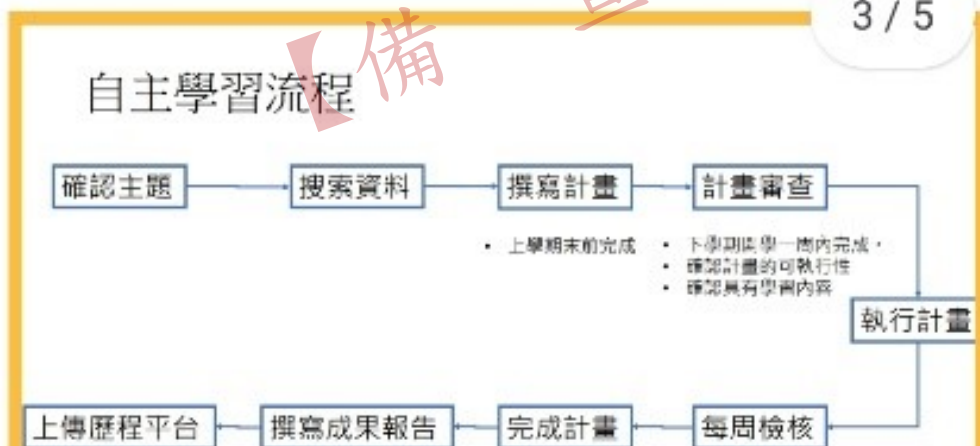 3 / 5
【備
自主學習流程
確認主題
搜索資料
撰寫計畫
計畫審查
• 上學期末前完成
• 下學期開學一周內完成，
• 確認計畫的可執行性
• 確認具有學習內容
執行計畫
每周檢核
完成計畫
撰寫成果報告
上傳歷程平台